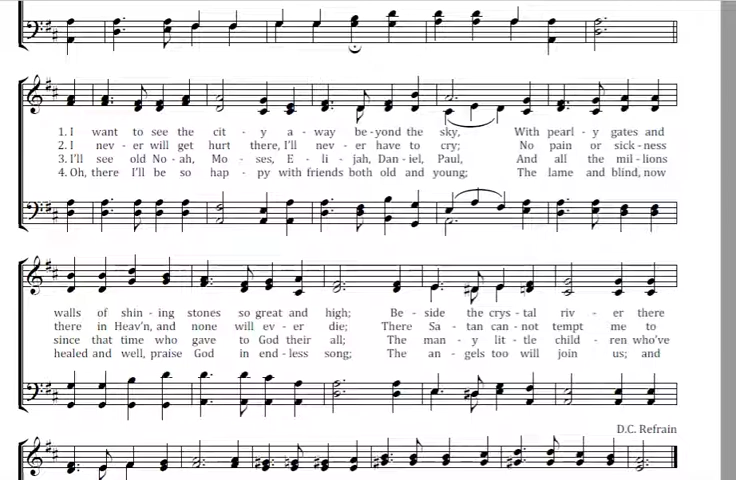 1. I want to see the cit - y a - way be - yond the sky, With pearl - y gates and
2. I nev - er will get hurt there, I'll nev - er have to cry; No pain or sick - ness
3. I'll see old No - ah, Mo - ses, E - li - jah, Dan - iel, Paul, And all the mil - lions
4. Oh, there I'll be so hap - py with friends both old and young; The lame and blind, now
walls of shin - ing stones so great and high; Be - side the crys - tal riv - er there
there in Heav'n, and none will ev - er die; There Sa - tan can - not tempt me to
since that time who gave to God their all; The man - y lit - tle child - ren who've
healed and well, praise God in end - less song; The an - gels too will join us; and
D.C. Refrain